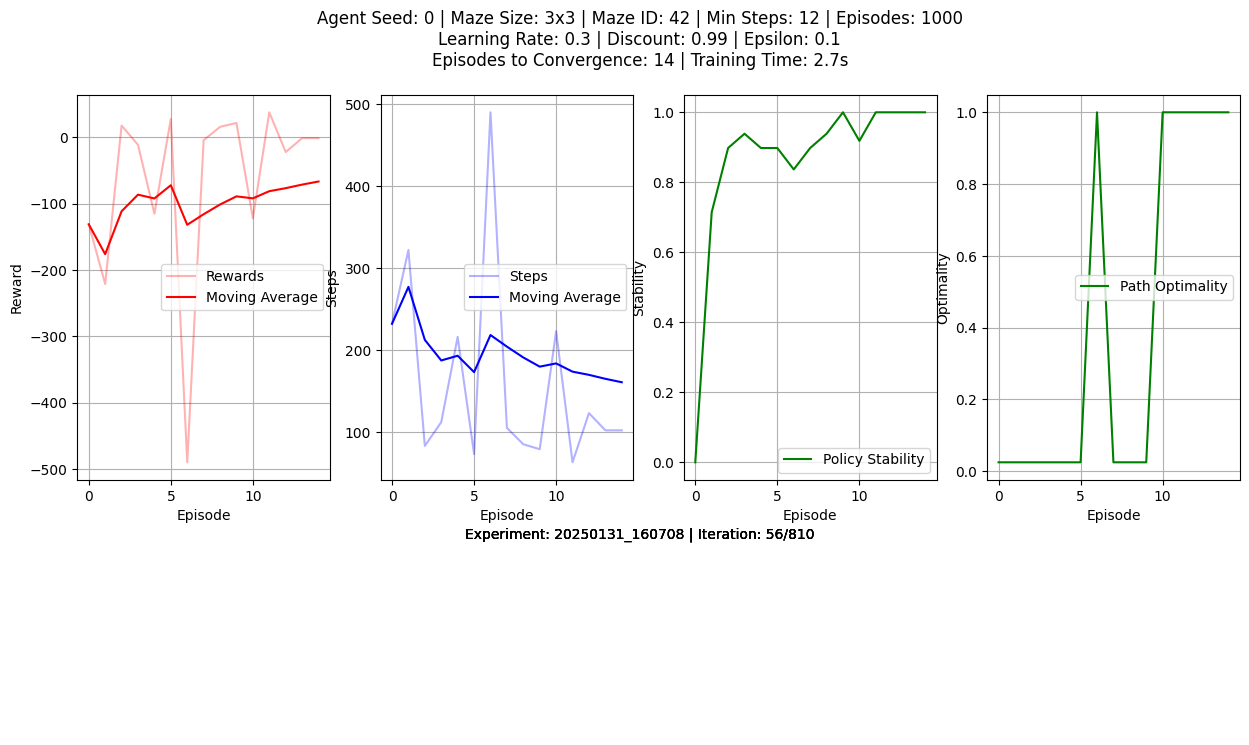 Agent Seed: 0 | Maze Size: 3x3 | Maze ID: 42 | Min Steps: 12 | Episodes: 1000
Learning Rate: 0.3 | Discount: 0.99 | Epsilon: 0.1
Episodes to Convergence: 14 | Training Time: 2.7s
Reward
0
−100
−200
−300
−400
−500
Rewards
Moving Average
0 5 10
Episode
Steps
500
400
300
200
100
Steps
Moving Average
0 5 10
Episode
Stability
1.0
0.8
0.6
0.4
0.2
0.0
Policy Stability
0 5 10
Episode
Optimality
1.0
0.8
0.6
0.4
0.2
0.0
Path Optimality
0 5 10
Episode
Experiment: 20250131_160708 | Iteration: 56/810